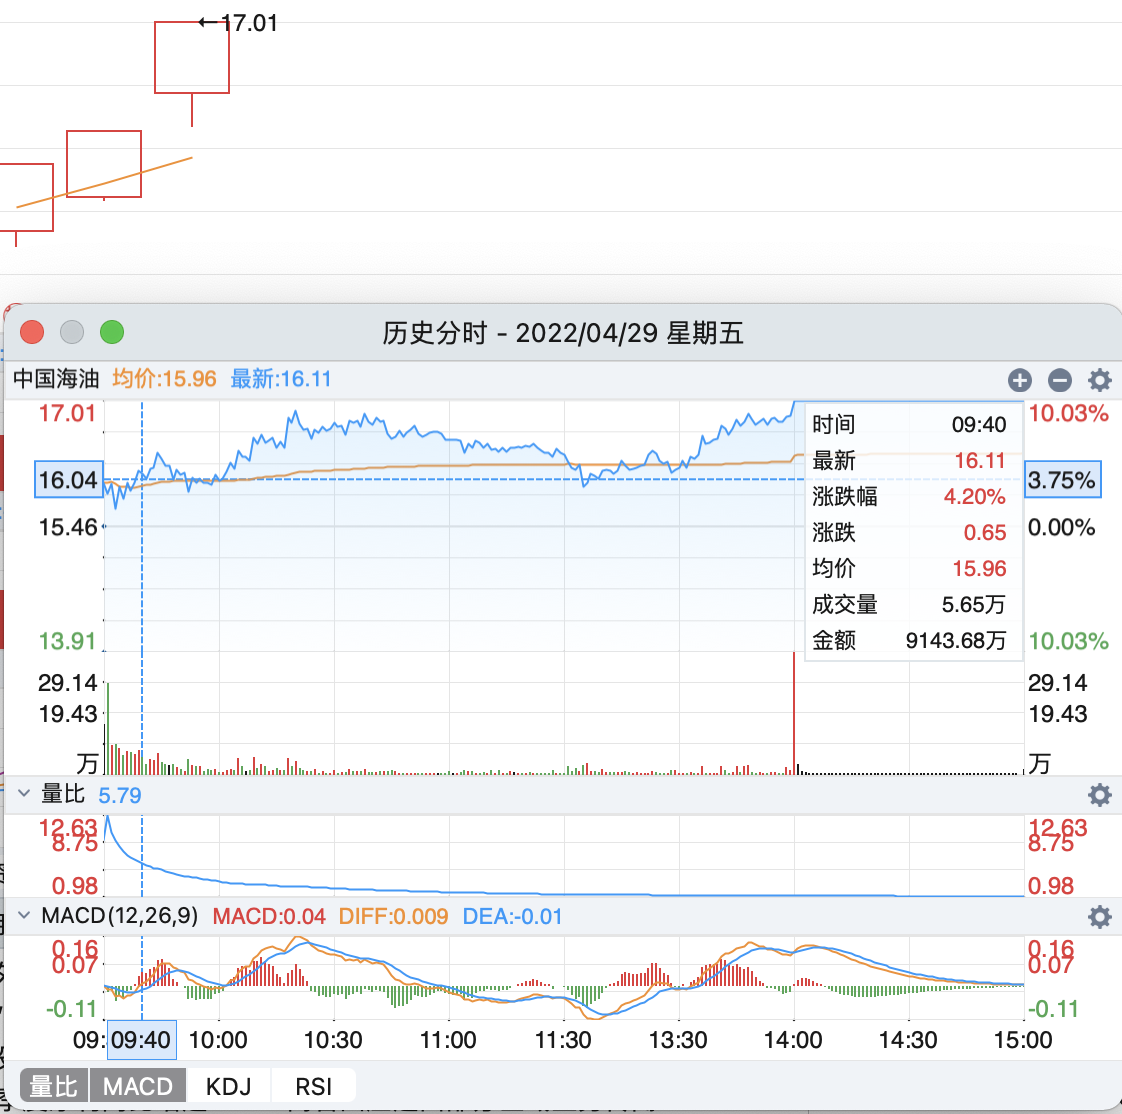 ←17.01
历史分时 - 2022/04/29 星期五
中国海油 均价:15.96 最新:16.11
17.01 10.03%
时间 09:40
最新 16.11
16.04 3.75%
涨跌幅 4.20%
15.46 0.00%
涨跌 0.65
均价 15.96
成交量 5.65万
13.91 10.03%
金额 9143.68万
29.14 29.14
19.43 19.43
万 万
量比 5.79
12.63 12.63
8.75 8.75
0.98 0.98
MACD(12,26,9) MACD:0.04 DIFF:0.009 DEA:-0.01
0.16 0.16
0.07 0.07
-0.11 -0.11
09: 09:40 10:00 10:30 11:00 11:30 13:30 14:00 14:30 15:00
量比 MACD KDJ RSI